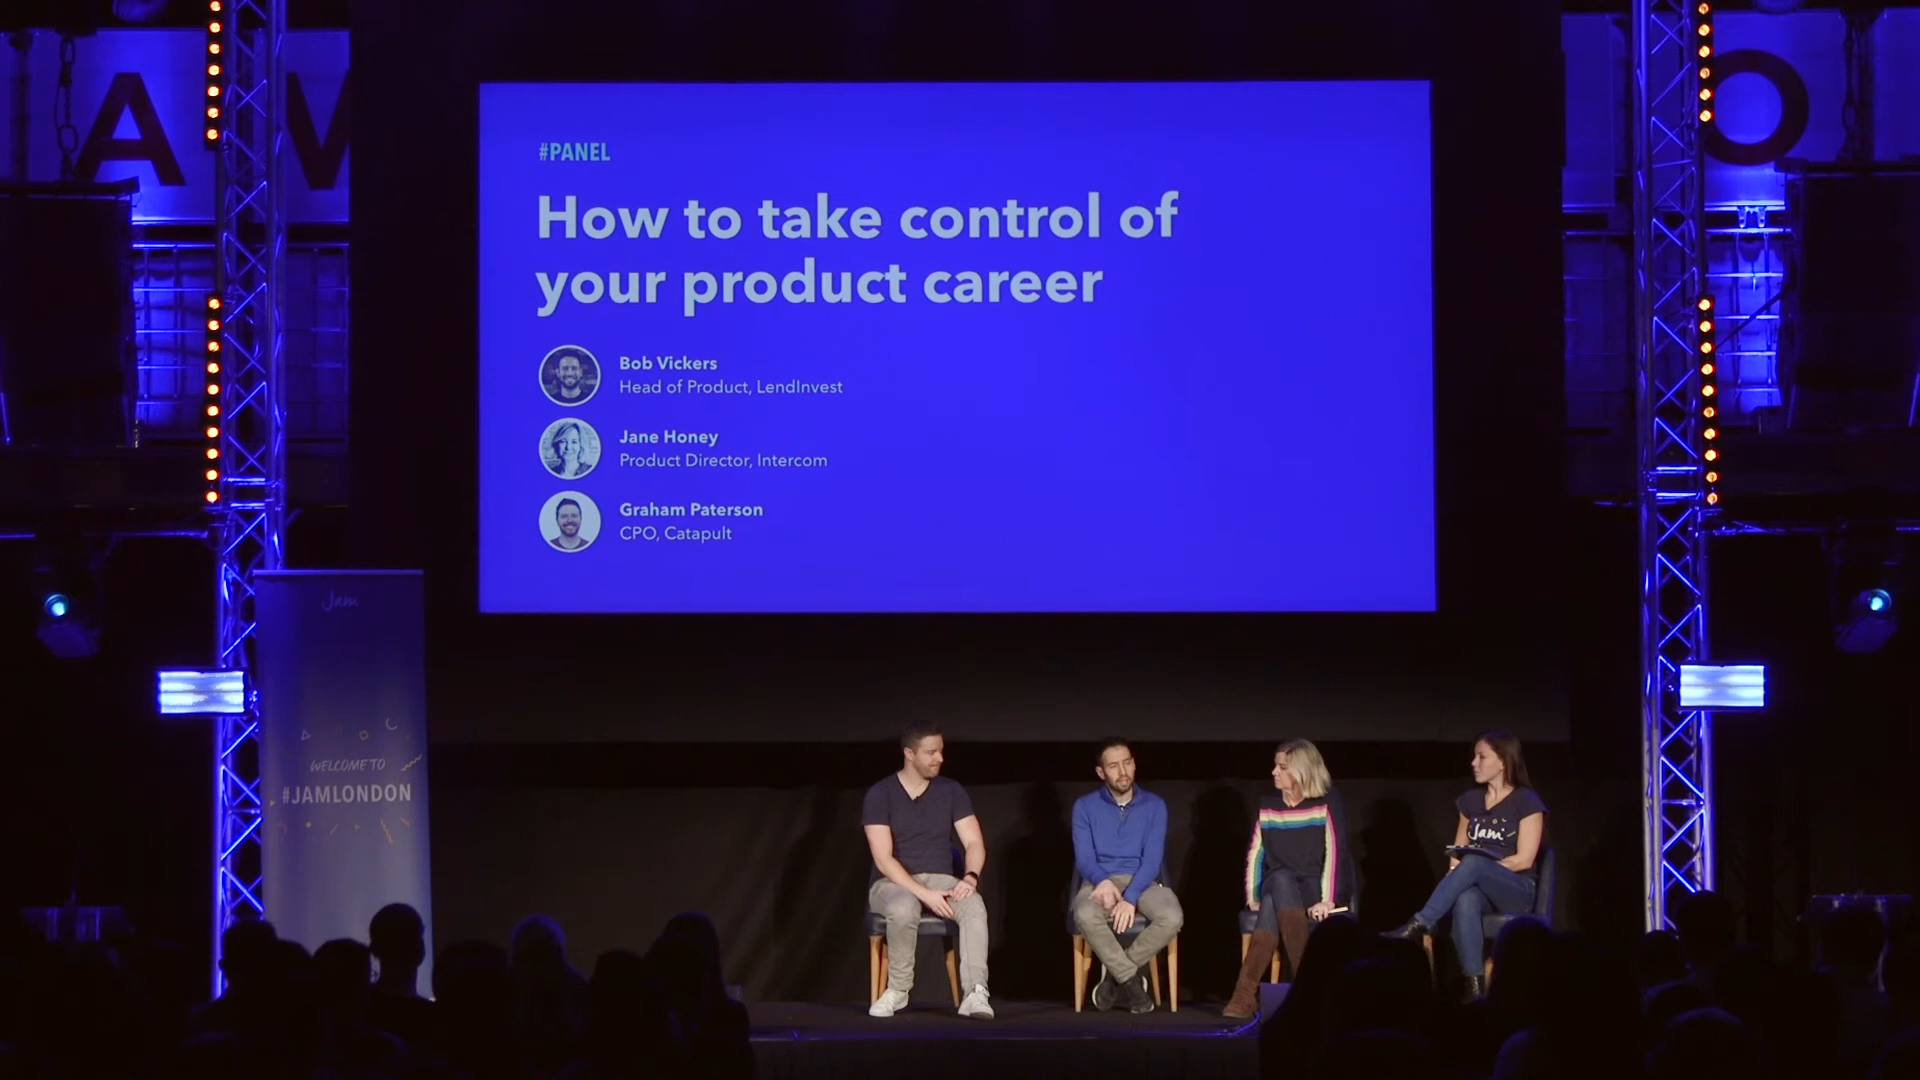 #PANEL
How to take control of
your product career
Bob Vickers
Head of Product, LendInvest
Jane Honey
Product Director, Intercom
Graham Paterson
CPO, Catapult
Jam
WELCOME TO
#JAMLONDON
Jam